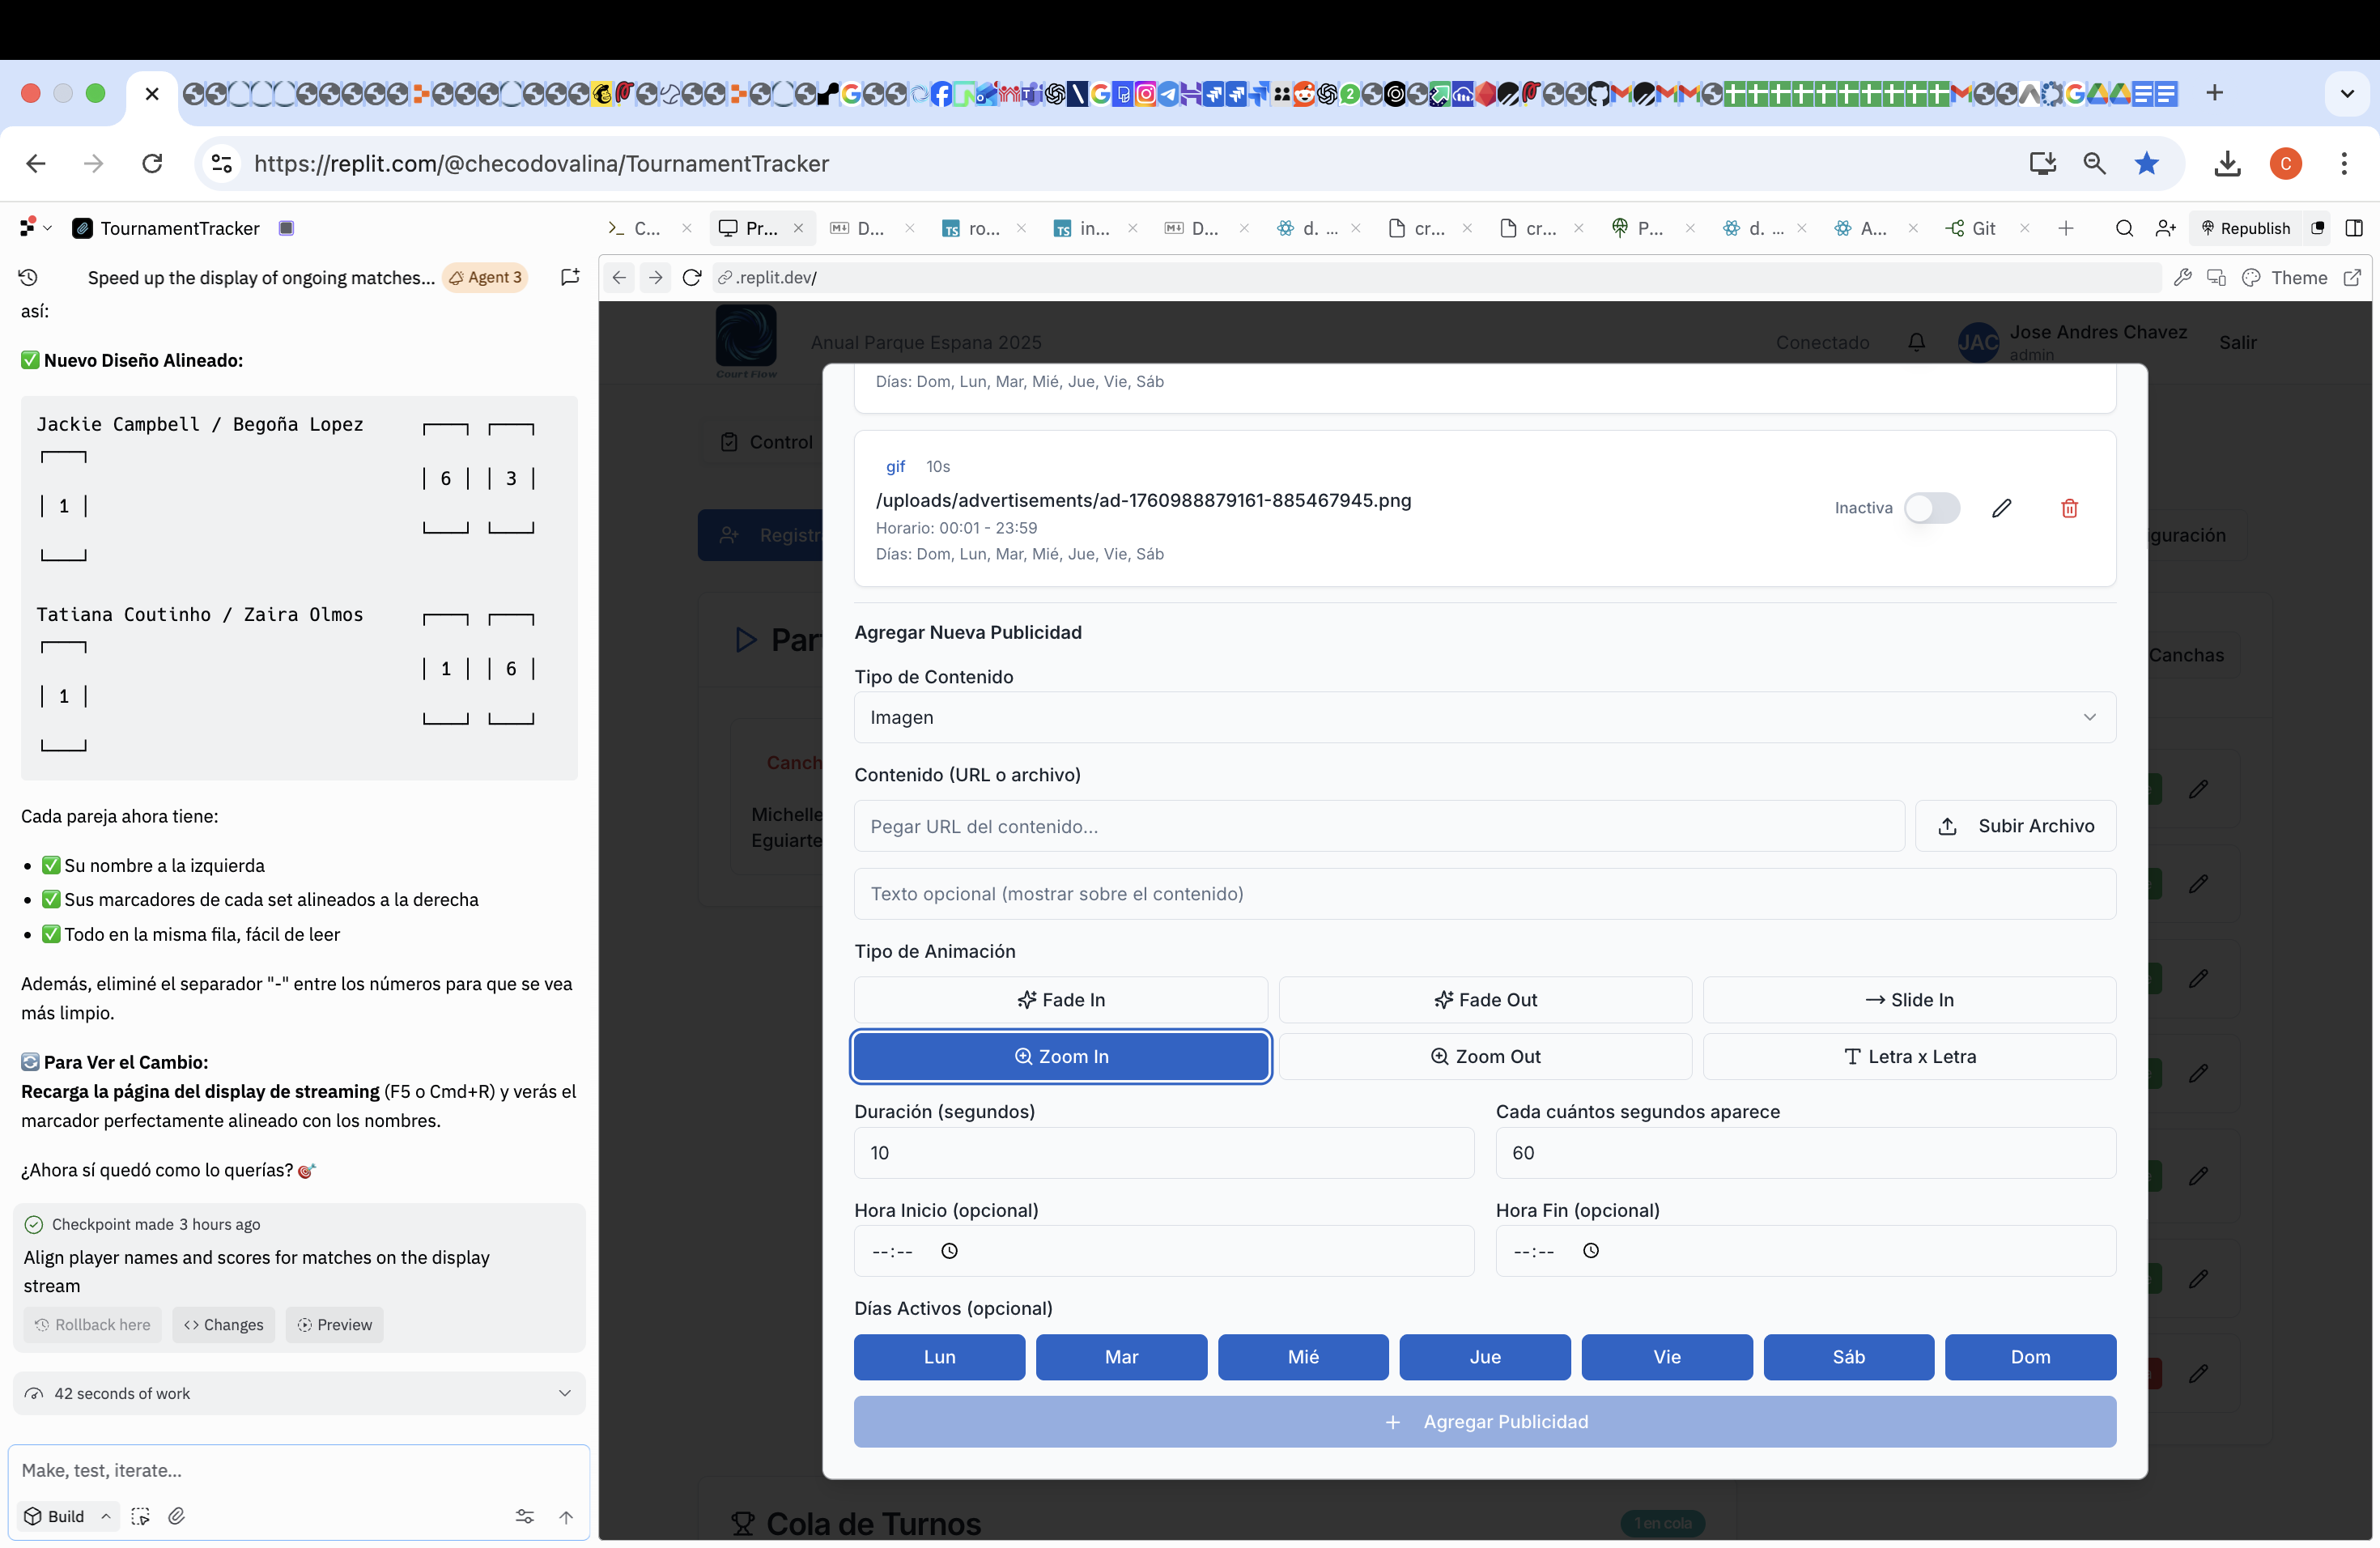 https://replit.com/@checodovalina/TournamentTracker
C
TournamentTracker
C...
Pr...
D...
ro...
in...
D...
d. ...
cr...
cr...
P...
d. ...
A...
Git
Republish
Speed up the display of ongoing matches...
Agent 3
.replit.dev/
Theme
así:
✅ Nuevo Diseño Alineado:
Jackie Campbell / Begoña Lopez
| 6 | | 3 |
| 1 |
Tatiana Coutinho / Zaira Olmos
| 1 | | 6 |
| 1 |
Cada pareja ahora tiene:
• ✅ Su nombre a la izquierda
• ✅ Sus marcadores de cada set alineados a la derecha
• ✅ Todo en la misma fila, fácil de leer
Además, eliminé el separador "-" entre los números para que se vea
más limpio.
🔄 Para Ver el Cambio:
Recarga la página del display de streaming (F5 o Cmd+R) y verás el
marcador perfectamente alineado con los nombres.
¿Ahora sí quedó como lo querías? 🎯
Checkpoint made 3 hours ago
Align player names and scores for matches on the display
stream
Rollback here
Changes
Preview
42 seconds of work
Make, test, iterate...
Build
Court Flow
Anual Parque Espana 2025
Conectado
JAC
Jose Andres Chavez
admin
Salir
Control
Registr
guración
Par
Canchas
Canch
Michelle
Eguiarte
Días: Dom, Lun, Mar, Mié, Jue, Vie, Sáb
gif 10s
/uploads/advertisements/ad-1760988879161-885467945.png
Horario: 00:01 - 23:59
Días: Dom, Lun, Mar, Mié, Jue, Vie, Sáb
Inactiva
Agregar Nueva Publicidad
Tipo de Contenido
Imagen
Contenido (URL o archivo)
Pegar URL del contenido...
Subir Archivo
Texto opcional (mostrar sobre el contenido)
Tipo de Animación
Fade In
Fade Out
Slide In
Zoom In
Zoom Out
Letra x Letra
Duración (segundos)
Cada cuántos segundos aparece
10
60
Hora Inicio (opcional)
Hora Fin (opcional)
--:--
--:--
Días Activos (opcional)
Lun
Mar
Mié
Jue
Vie
Sáb
Dom
+ Agregar Publicidad
Cola de Turnos
1 en cola